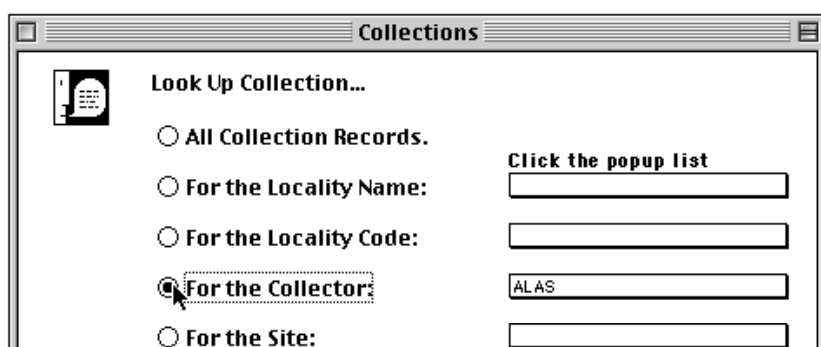 Collections
Look Up Collection...
All Collection Records.
Click the popup list
For the Locality Name:
For the Locality Code:
For the Collector:
ALAS
For the Site: